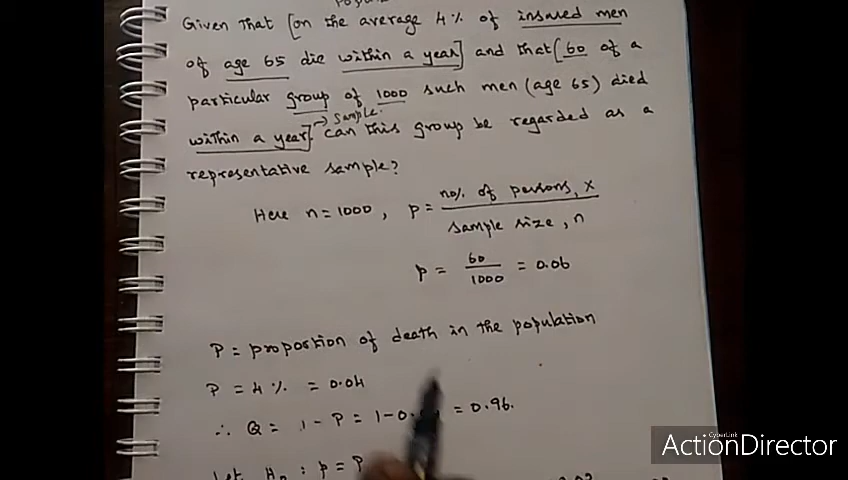 Given that [on the average 4% of insured men
of age 65 die within a year] and that [60 of a
particular group of 1000 such men (age 65) died
→ sample.
within a year] can this group be regarded as a
representative sample?
Here n = 1000, p = no/. of persons, x
sample size, n
p = 60
1000 = 0.06
P = proportion of death in the population
P = 4% = 0.04
∴ Q = 1 - P = 1 - 0. = 0.96.
Let H₀ : p = P
CyberLink
ActionDirector